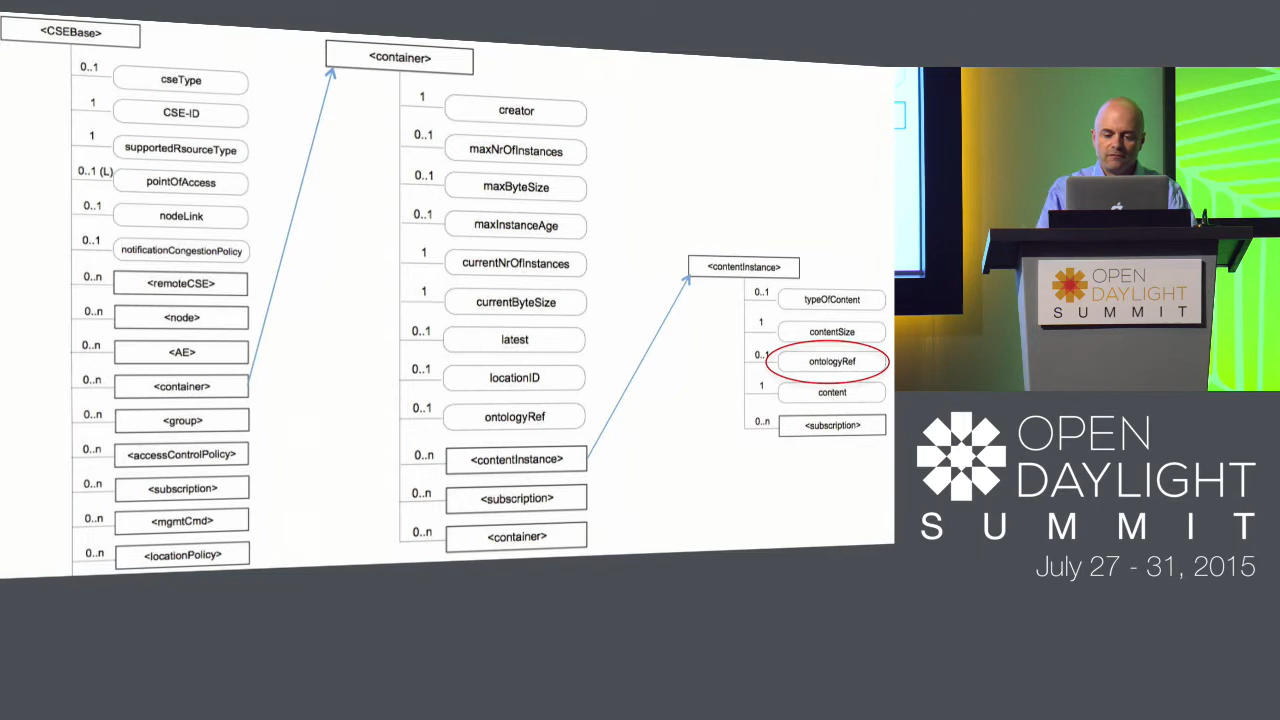 <CSEBase>
0..1 cseType
1 CSE-ID
1 supportedRsourceType
0..1 (L) pointOfAccess
0..1 nodeLink
0..1 notificationCongestionPolicy
0..n <remoteCSE>
0..n <node>
0..n <AE>
0..n <container>
0..n <group>
0..n <accessControlPolicy>
0..n <subscription>
0..n <mgmtCmd>
0..n <locationPolicy>
<container>
1 creator
0..1 maxNrOfInstances
0..1 maxByteSize
0..1 maxInstanceAge
1 currentNrOfInstances
1 currentByteSize
0..1 latest
0..1 locationID
0..1 ontologyRef
0..n <contentInstance>
0..n <subscription>
0..n <container>
<contentInstance>
0..1 typeOfContent
1 contentSize
0..1 ontologyRef
1 content
0..n <subscription>
OPEN
DAYLIGHT
SUMMIT
OPEN
DAYLIGHT
SUMMIT
July 27 - 31, 2015